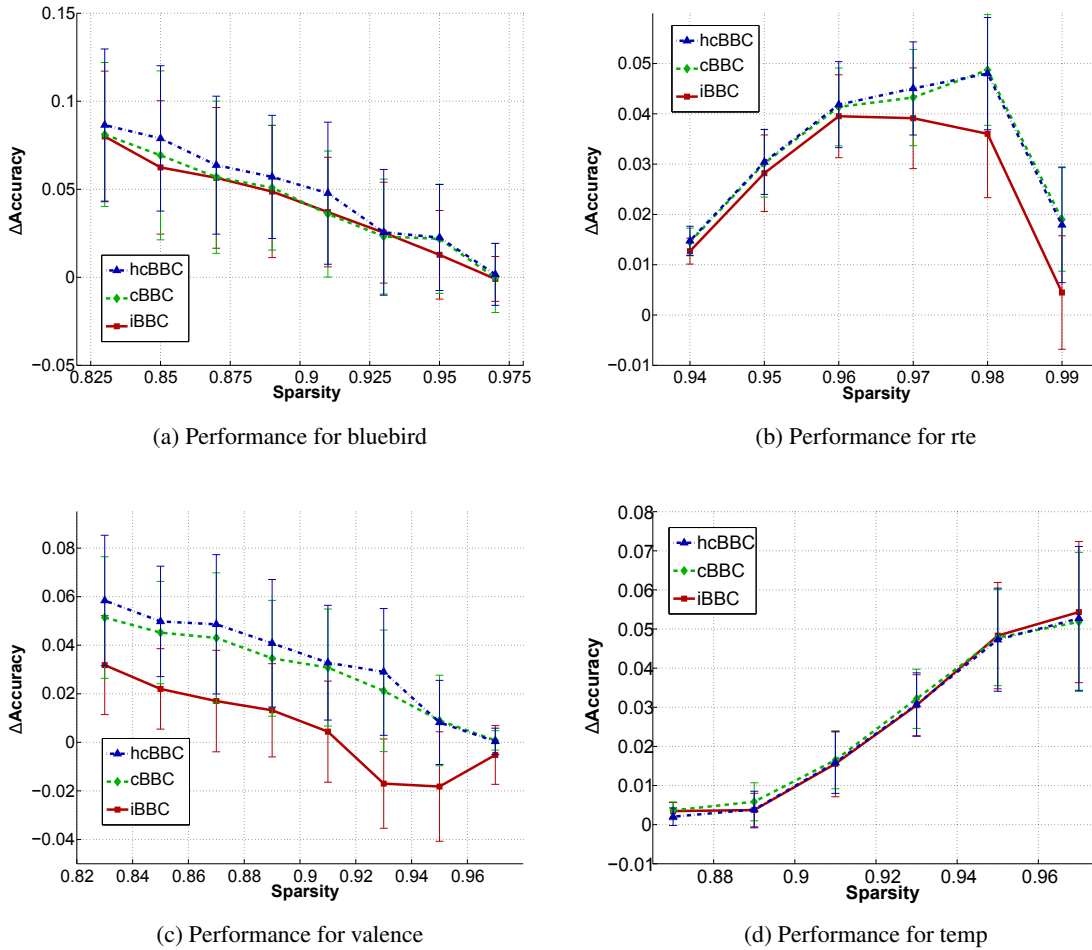 0.15
0.1
0.05
0
−0.05
ΔAccuracy
hcBBC
cBBC
iBBC
0.825 0.85 0.875 0.9 0.925 0.95 0.975
Sparsity
(a) Performance for bluebird
0.05
0.04
0.03
0.02
0.01
0
−0.01
ΔAccuracy
hcBBC
cBBC
iBBC
0.94 0.95 0.96 0.97 0.98 0.99
Sparsity
(b) Performance for rte
0.08
0.06
0.04
0.02
0
−0.02
−0.04
ΔAccuracy
hcBBC
cBBC
iBBC
0.82 0.84 0.86 0.88 0.9 0.92 0.94 0.96
Sparsity
(c) Performance for valence
0.08
0.07
0.06
0.05
0.04
0.03
0.02
0.01
0
−0.01
ΔAccuracy
hcBBC
cBBC
iBBC
0.88 0.9 0.92 0.94 0.96
Sparsity
(d) Performance for temp